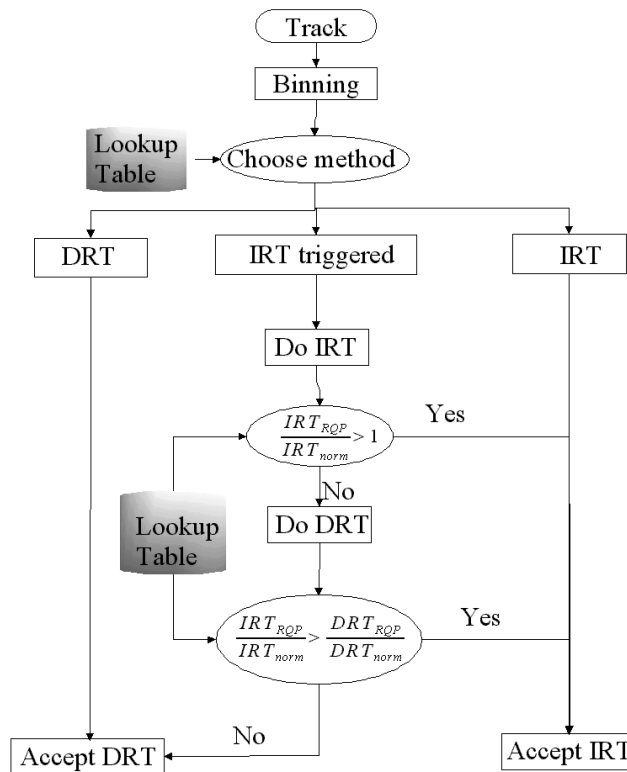 Track
Binning
Lookup
Table
Choose method
DRT
IRT triggered
IRT
Do IRT
IRT_RQP / IRT_norm > 1
Yes
No
Do DRT
Lookup
Table
IRT_RQP / IRT_norm > DRT_RQP / DRT_norm
Yes
No
Accept DRT
Accept IRT